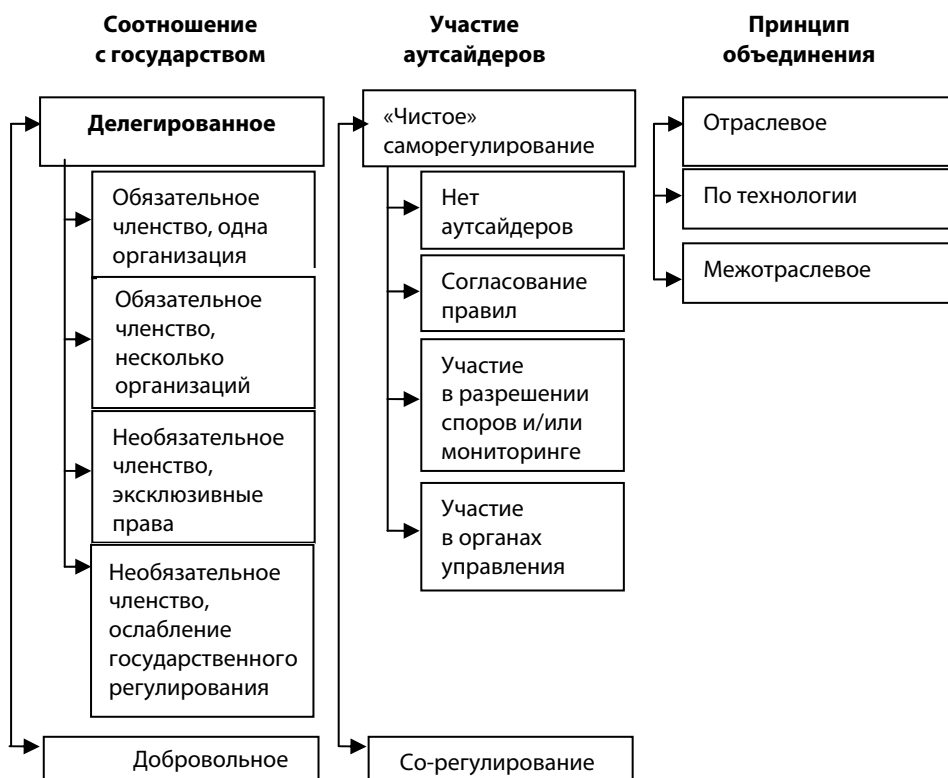 Соотношение
с государством
Делегированное
Обязательное
членство, одна
организация
Обязательное
членство,
несколько
организаций
Необязательное
членство,
эксклюзивные
права
Необязательное
членство,
ослабление
государственного
регулирования
Добровольное
Участие
аутсайдеров
«Чистое»
саморегулирование
Нет
аутсайдеров
Согласование
правил
Участие
в разрешении
споров и/или
мониторинге
Участие
в органах
управления
Со-регулирование
Принцип
объединения
Отраслевое
По технологии
Межотраслевое